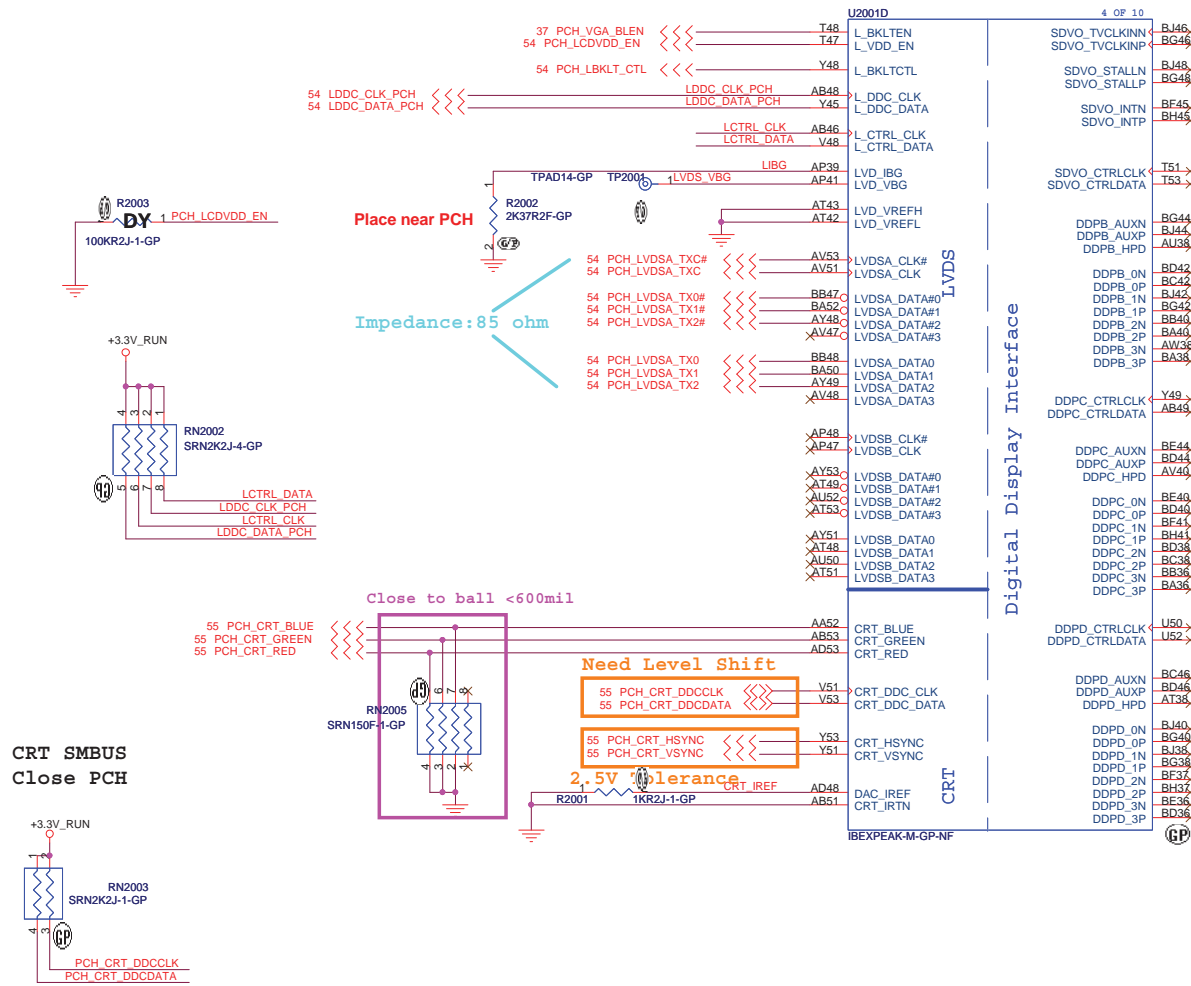 U2001D
4 OF 10
37 PCH_VGA_BLEN
54 PCH_LCDVDD_EN
54 PCH_LBKLT_CTL
54 LDDC_CLK_PCH
54 LDDC_DATA_PCH
LDDC_CLK_PCH
LDDC_DATA_PCH
LCTRL_CLK
LCTRL_DATA
LIBG
TPAD14-GP
TP2001
1
LVDS_VBG
1
R2002
2K37R2F-GP
2
Place near PCH
R2003
DY
2
1
PCH_LCDVDD_EN
100KR2J-1-GP
54 PCH_LVDSA_TXC#
54 PCH_LVDSA_TXC
54 PCH_LVDSA_TX0#
54 PCH_LVDSA_TX1#
54 PCH_LVDSA_TX2#
Impedance:85 ohm
54 PCH_LVDSA_TX0
54 PCH_LVDSA_TX1
54 PCH_LVDSA_TX2
+3.3V_RUN
4 3 2 1
RN2002
SRN2K2J-4-GP
5 6 7 8
LCTRL_DATA
LDDC_CLK_PCH
LCTRL_CLK
LDDC_DATA_PCH
Close to ball <600mil
55 PCH_CRT_BLUE
55 PCH_CRT_GREEN
55 PCH_CRT_RED
6 7 8
RN2005
SRN150F-1-GP
4 3 2 1
Need Level Shift
55 PCH_CRT_DDCCLK
55 PCH_CRT_DDCDATA
55 PCH_CRT_HSYNC
55 PCH_CRT_VSYNC
2.5V Tolerance
CRT_IREF
1
R2001
1KR2J-1-GP
CRT SMBUS
Close PCH
+3.3V_RUN
1 2
RN2003
SRN2K2J-1-GP
4 3
GP
PCH_CRT_DDCCLK
PCH_CRT_DDCDATA
T48 L_BKLTEN
T47 L_VDD_EN
Y48 L_BKLTCTL
AB48 L_DDC_CLK
Y45 L_DDC_DATA
AB46 L_CTRL_CLK
V48 L_CTRL_DATA
AP39 LVD_IBG
AP41 LVD_VBG
AT43 LVD_VREFH
AT42 LVD_VREFL
AV53 LVDSA_CLK#
AV51 LVDSA_CLK
BB47 LVDSA_DATA#0
BA52 LVDSA_DATA#1
AY48 LVDSA_DATA#2
AV47 LVDSA_DATA#3
BB48 LVDSA_DATA0
BA50 LVDSA_DATA1
AY49 LVDSA_DATA2
AV48 LVDSA_DATA3
AP48 LVDSB_CLK#
AP47 LVDSB_CLK
AY53 LVDSB_DATA#0
AT49 LVDSB_DATA#1
AU52 LVDSB_DATA#2
AT53 LVDSB_DATA#3
AY51 LVDSB_DATA0
AT48 LVDSB_DATA1
AU50 LVDSB_DATA2
AT51 LVDSB_DATA3
AA52 CRT_BLUE
AB53 CRT_GREEN
AD53 CRT_RED
V51 CRT_DDC_CLK
V53 CRT_DDC_DATA
Y53 CRT_HSYNC
Y51 CRT_VSYNC
AD48 DAC_IREF
AB51 CRT_IRTN
LVDS
CRT
Digital Display Interface
SDVO_TVCLKINN BJ46
SDVO_TVCLKINP BG46
SDVO_STALLN BJ48
SDVO_STALLP BG48
SDVO_INTN BF45
SDVO_INTP BH45
SDVO_CTRLCLK T51
SDVO_CTRLDATA T53
DDPB_AUXN BG44
DDPB_AUXP BJ44
DDPB_HPD AU38
DDPB_0N BD42
DDPB_0P BC42
DDPB_1N BJ42
DDPB_1P BG42
DDPB_2N BB40
DDPB_2P BA40
DDPB_3N AW38
DDPB_3P BA38
DDPC_CTRLCLK Y49
DDPC_CTRLDATA AB49
DDPC_AUXN BE44
DDPC_AUXP BD44
DDPC_HPD AV40
DDPC_0N BE40
DDPC_0P BD40
DDPC_1N BF41
DDPC_1P BH41
DDPC_2N BD38
DDPC_2P BC38
DDPC_3N BB36
DDPC_3P BA36
DDPD_CTRLCLK U50
DDPD_CTRLDATA U52
DDPD_AUXN BC46
DDPD_AUXP BD46
DDPD_HPD AT38
DDPD_0N BJ40
DDPD_0P BG40
DDPD_1N BJ38
DDPD_1P BG38
DDPD_2N BF37
DDPD_2P BH37
DDPD_3N BE36
DDPD_3P BD36
IBEXPEAK-M-GP-NF
GP